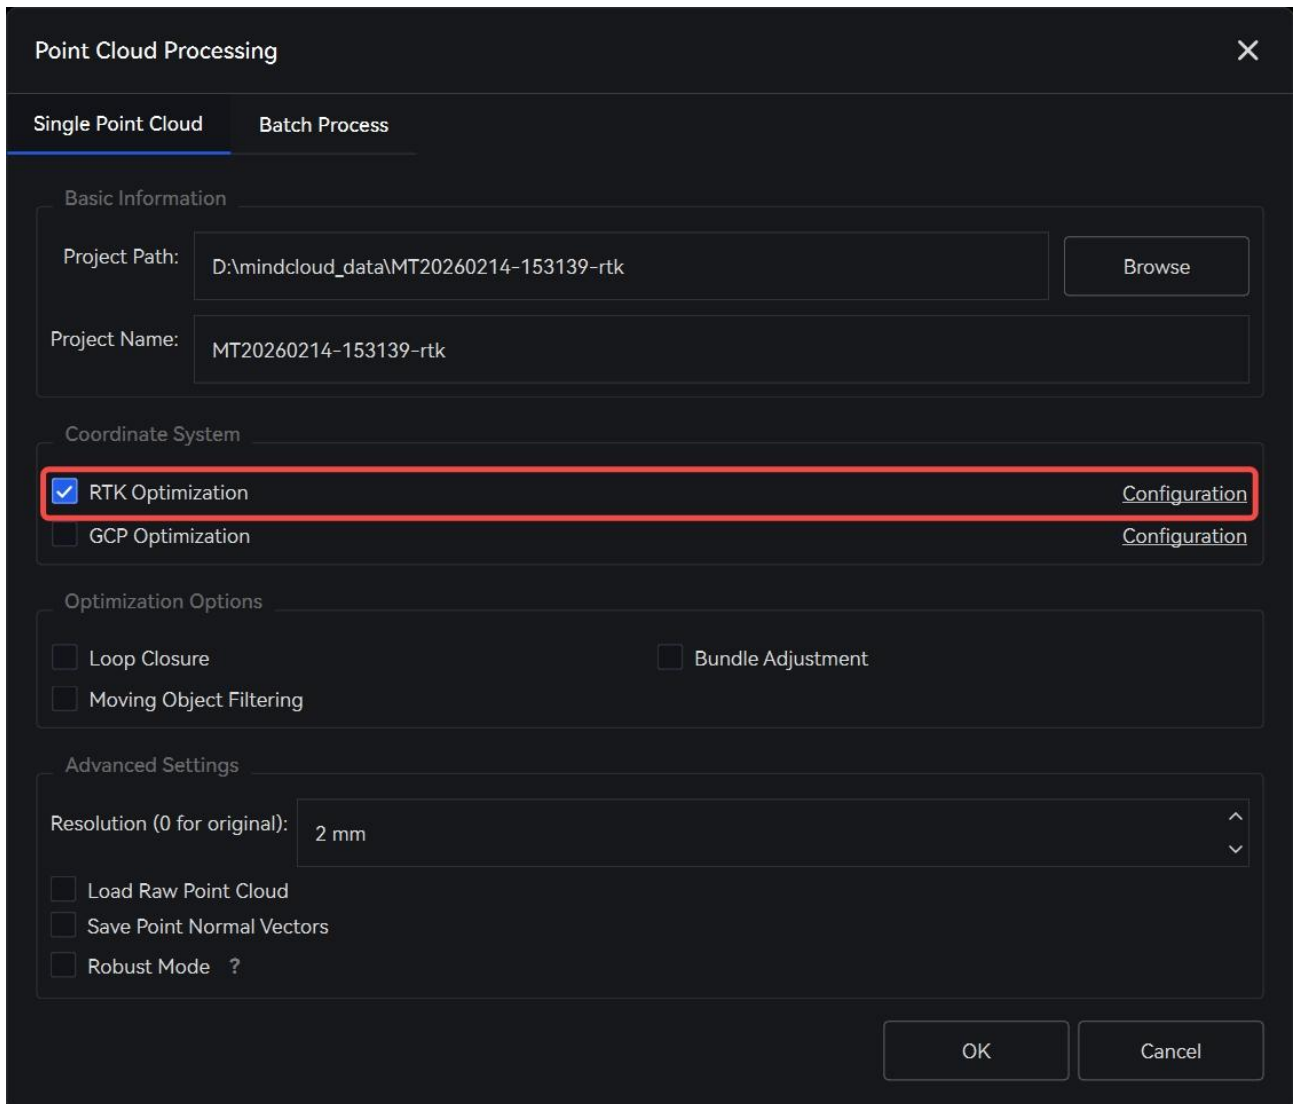 Point Cloud Processing
Single Point Cloud Batch Process
Basic Information
Project Path: D:\mindcloud_data\MT20260214-153139-rtk Browse
Project Name: MT20260214-153139-rtk
Coordinate System
RTK Optimization Configuration
GCP Optimization Configuration
Optimization Options
Loop Closure Bundle Adjustment
Moving Object Filtering
Advanced Settings
Resolution (0 for original): 2 mm
Load Raw Point Cloud
Save Point Normal Vectors
Robust Mode ?
OK Cancel